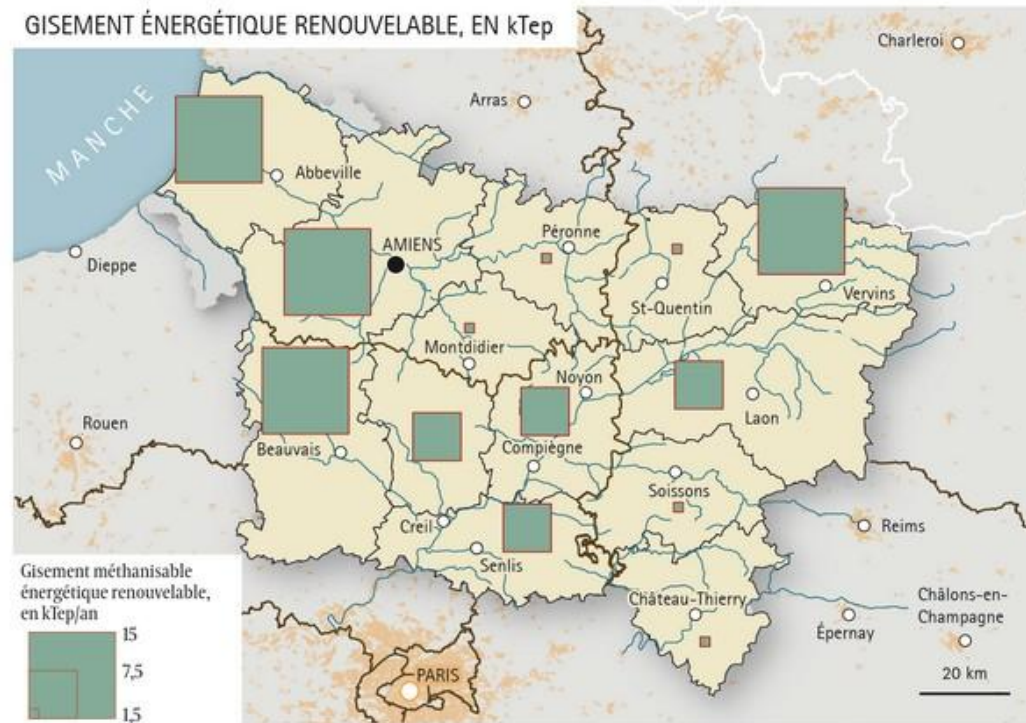 GISEMENT ÉNERGÉTIQUE RENOUVELABLE, EN kTep
Charleroi
Arras
MANCHE
Abbeville
Péronne
AMIENS
Dieppe
St-Quentin
Vervins
Montdidier
Noyon
Laon
Rouen
Beauvais
Compiègne
Soissons
Creil
Reims
Senlis
Gisement méthanisable
énergétique renouvelable,
en kTep/an
15
7,5
1,5
Château-Thierry
Épernay
Châlons-en-
Champagne
PARIS
20 km